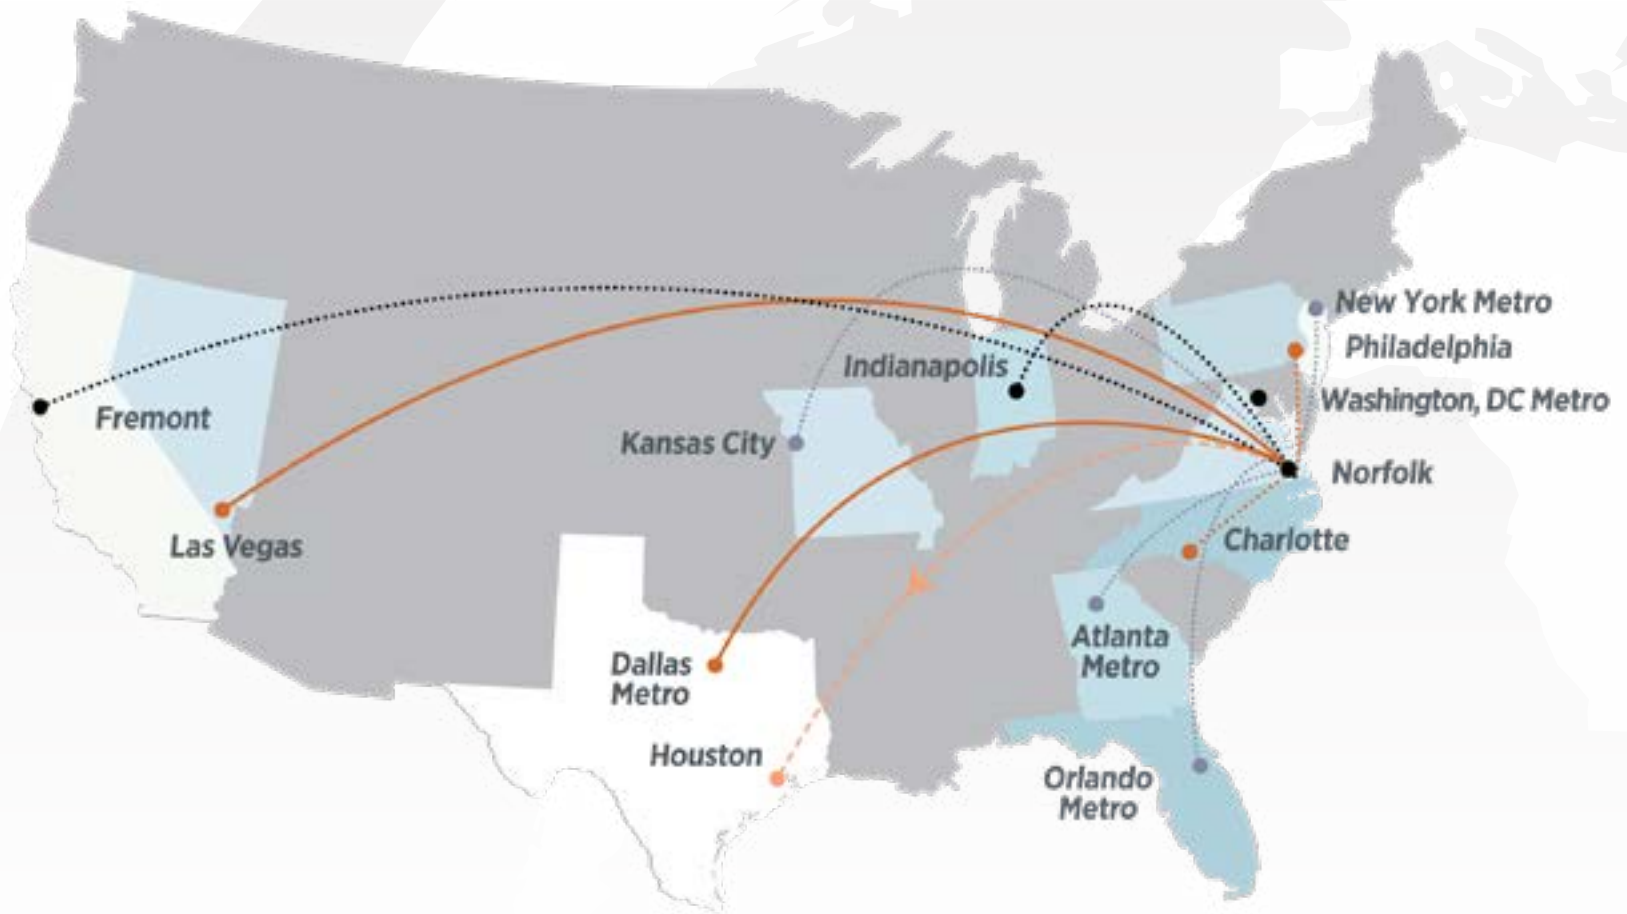 New York Metro
Philadelphia
Indianapolis
Washington, DC Metro
Fremont
Kansas City
Norfolk
Las Vegas
Charlotte
Atlanta
Metro
Dallas
Metro
Houston
Orlando
Metro